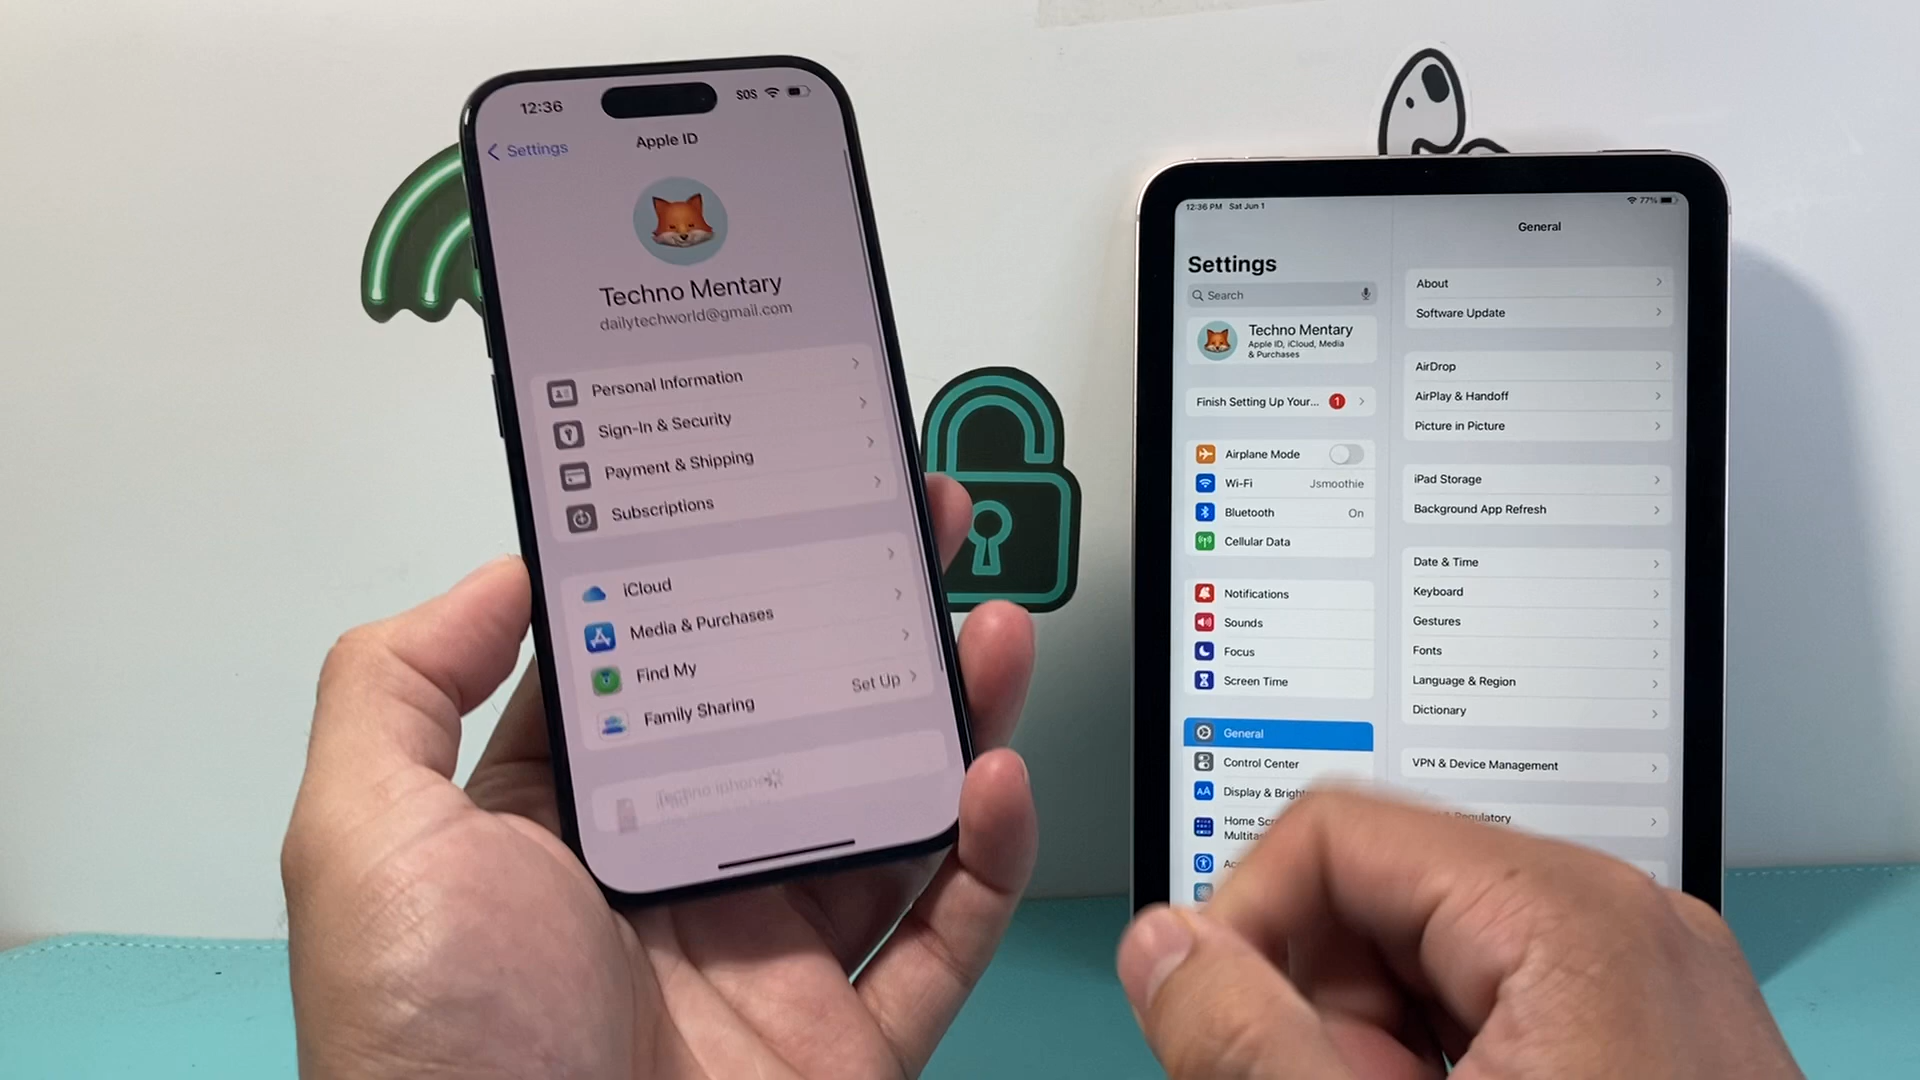 12:36
SOS
Settings
Apple ID
Techno Mentary
dailytechworld@gmail.com
Personal Information
Sign-In & Security
Payment & Shipping
Subscriptions
iCloud
Media & Purchases
Find My
Family Sharing
Set Up
Techno iphone
12:36 PM Sat Jun 1
77%
Settings
Search
Techno Mentary
Apple ID, iCloud, Media
& Purchases
Finish Setting Up Your... 1
Airplane Mode
Wi-Fi Jsmoothie
Bluetooth On
Cellular Data
Notifications
Sounds
Focus
Screen Time
General
Control Center
AA Display &
Home
General
About
Software Update
AirDrop
AirPlay & Handoff
Picture in Picture
iPad Storage
Background App Refresh
Date & Time
Keyboard
Gestures
Fonts
Language & Region
Dictionary
VPN & Device Management
Regulatory